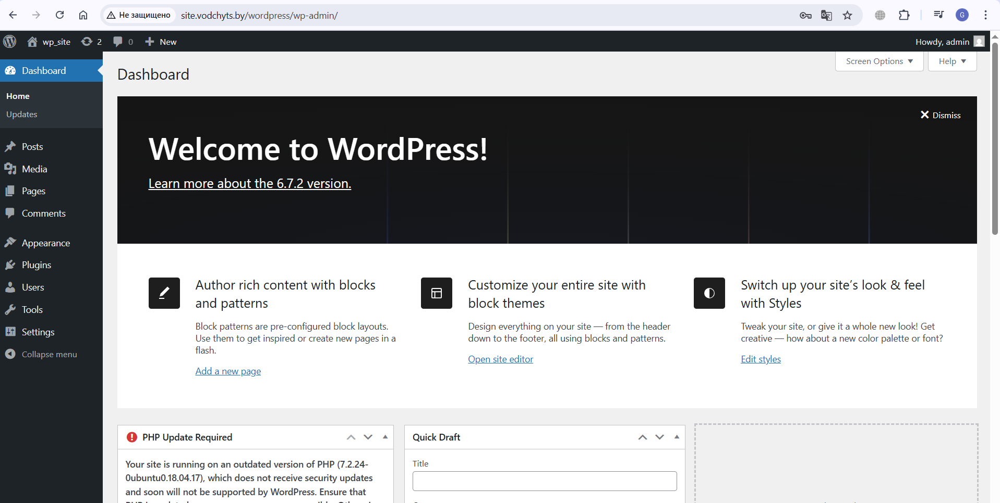 Не защищено
site.vodchyts.by/wordpress/wp-admin/
G
wp_site
2
0
New
Howdy, admin
Dashboard
Home
Updates
Posts
Media
Pages
Comments
Appearance
Plugins
Users
Tools
Settings
Collapse menu
Dashboard
Screen Options
Help
Dismiss
Welcome to WordPress!
Learn more about the 6.7.2 version.
Author rich content with blocks
and patterns
Block patterns are pre-configured block layouts.
Use them to get inspired or create new pages in a
flash.
Add a new page
Customize your entire site with
block themes
Design everything on your site — from the header
down to the footer, all using blocks and patterns.
Open site editor
Switch up your site’s look & feel
with Styles
Tweak your site, or give it a whole new look! Get
creative — how about a new color palette or font?
Edit styles
PHP Update Required
Your site is running on an outdated version of PHP (7.2.24-
0ubuntu0.18.04.17), which does not receive security updates
and soon will not be supported by WordPress. Ensure that
Quick Draft
Title